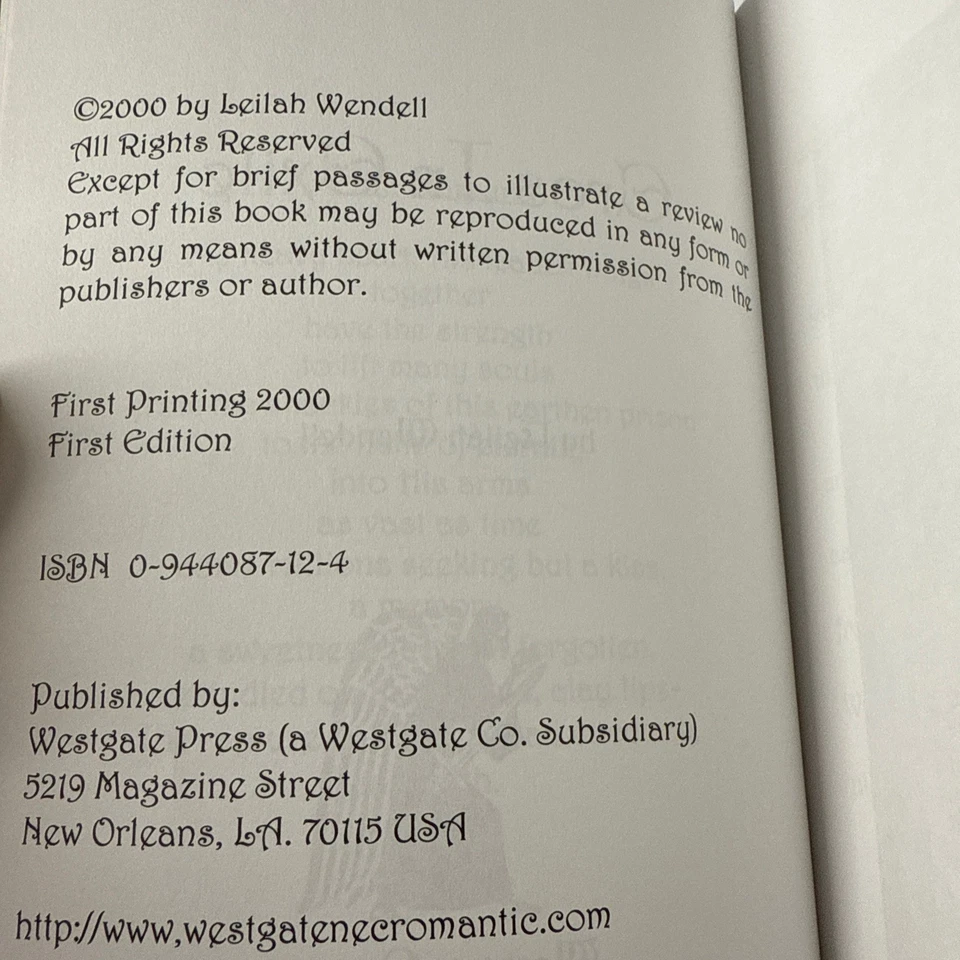 ©2000 by Leilah Wendell
All Rights Reserved
Except for brief passages to illustrate a review no
part of this book may be reproduced in any form or
by any means without written permission from the
publishers or author.
First Printing 2000
First Edition
ISBN 0-944087-12-4
Published by:
Westgate Press (a Westgate Co. Subsidiary)
5219 Magazine Street
New Orleans, LA. 70115 USA
http://www,westgatenecromantic.com